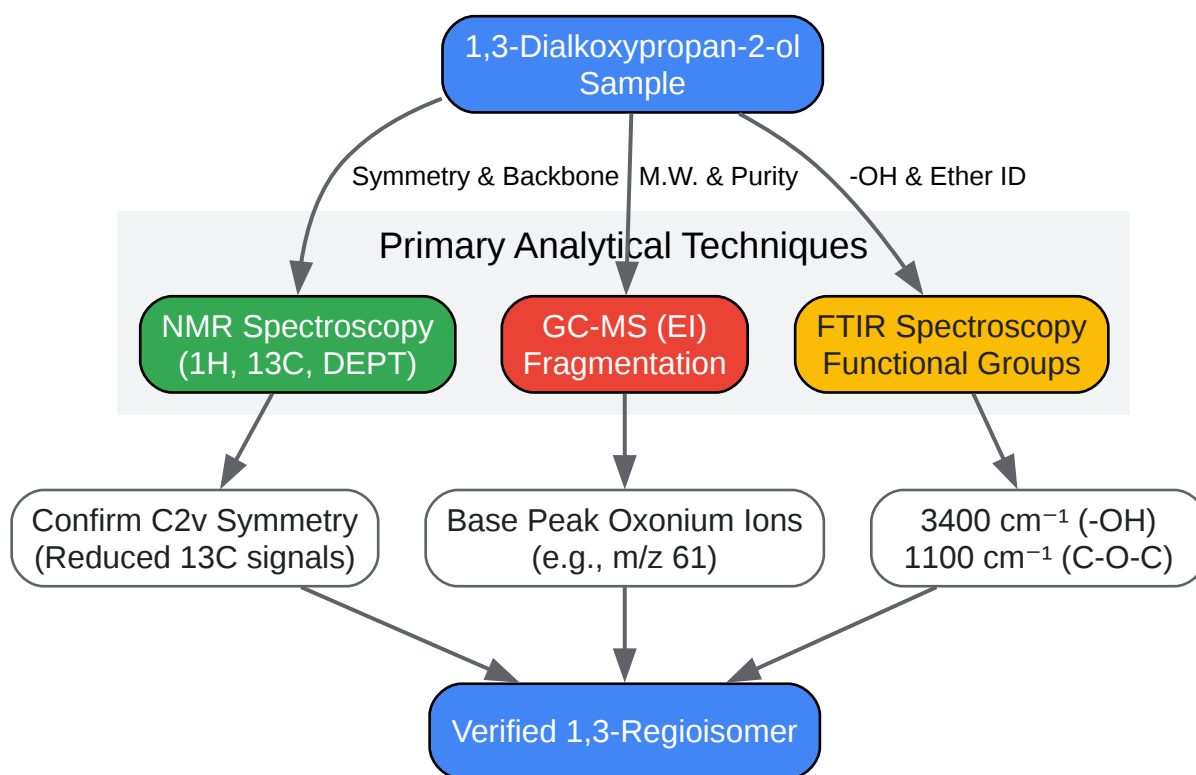 1,3-Dialkoxypropan-2-ol
Sample
Symmetry & Backbone
M.W. & Purity
-OH & Ether ID
Primary Analytical Techniques
NMR Spectroscopy
(1H, 13C, DEPT)
GC-MS (EI)
Fragmentation
FTIR Spectroscopy
Functional Groups
Confirm C2v Symmetry
(Reduced 13C signals)
Base Peak Oxonium Ions
(e.g., m/z 61)
3400 cm⁻¹ (-OH)
1100 cm⁻¹ (C-O-C)
Verified 1,3-Regioisomer